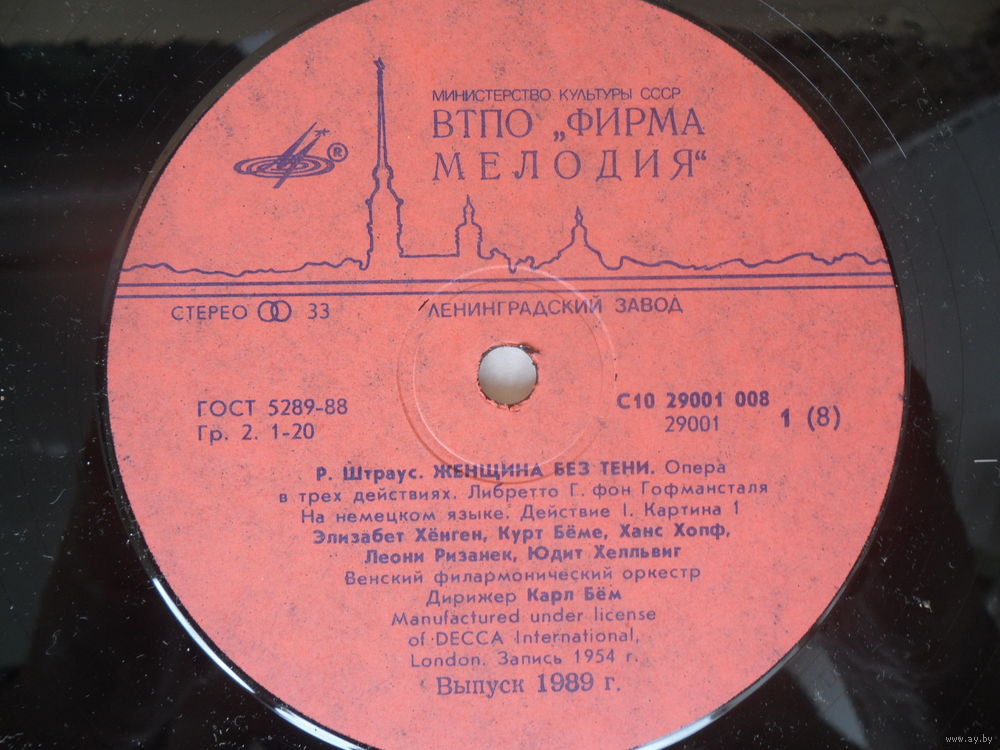 МИНИСТЕРСТВО КУЛЬТУРЫ СССР
ВТПО „ФИРМА
МЕЛОДИЯ“
®
СТЕРЕО 33
ЛЕНИНГРАДСКИЙ ЗАВОД
ГОСТ 5289-88
Гр. 2. 1-20
С10 29001 008
29001
1 (8)
Р. Штраус. ЖЕНЩИНА БЕЗ ТЕНИ. Опера
в трех действиях. Либретто Г. фон Гофмансталя
На немецком языке. Действие I. Картина 1
Элизабет Хёнген, Курт Бёме, Ханс Хопф,
Леони Ризанек, Юдит Хелльвиг
Венский филармонический оркестр
Дирижер Карл Бём
Manufactured under license
of DECCA International,
London. Запись 1954 г.
Выпуск 1989 г.
www.ay.by